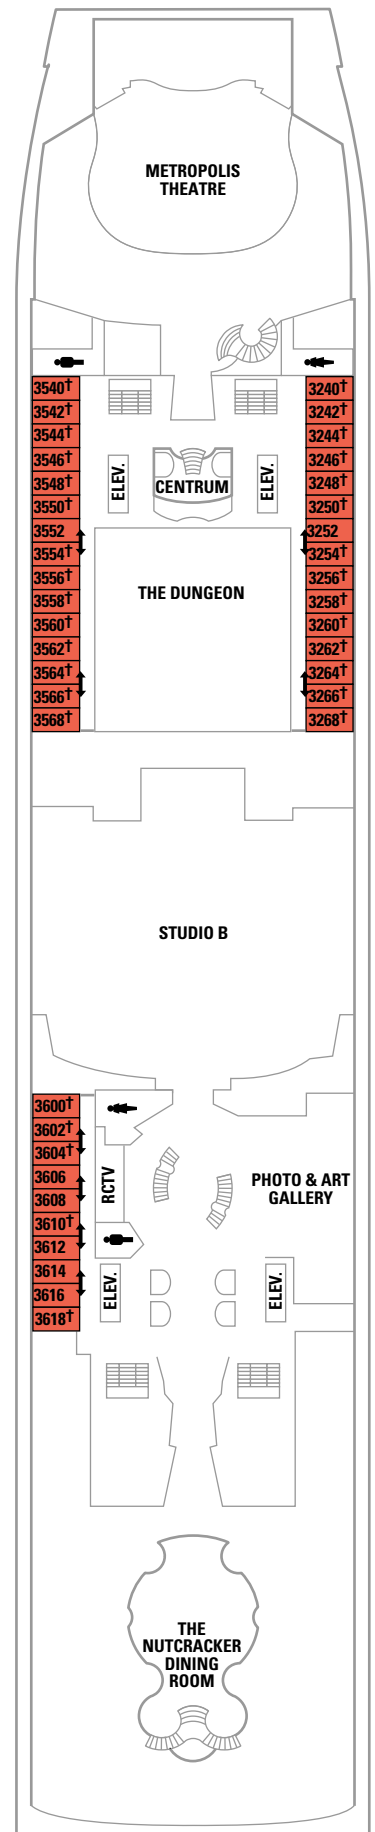 METROPOLIS
THEATRE
3540†
3542†
3544†
3546†
3548†
3550†
3552
3554†
3556†
3558†
3560†
3562†
3564†
3566†
3568†
ELEV.
CENTRUM
ELEV.
THE DUNGEON
3240†
3242†
3244†
3246†
3248†
3250†
3252
3254†
3256†
3258†
3260†
3262†
3264†
3266†
3268†
STUDIO B
3600†
3602†
3604†
3606
3608
3610†
3612
3614
3616
3618†
RCTV
PHOTO & ART
GALLERY
ELEV.
ELEV.
THE
NUTCRACKER
DINING
ROOM